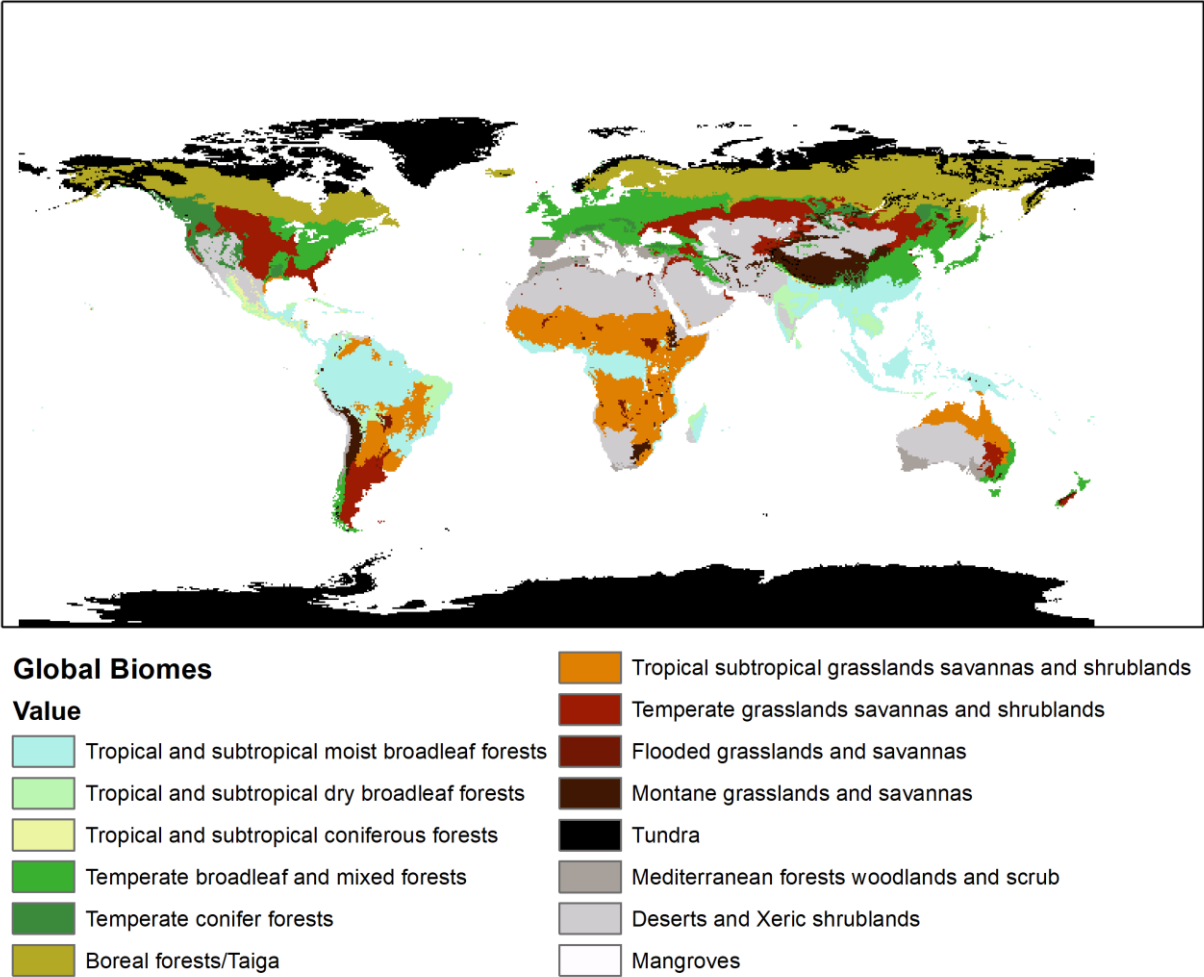 Global Biomes
Value
Tropical and subtropical moist broadleaf forests
Tropical and subtropical dry broadleaf forests
Tropical and subtropical coniferous forests
Temperate broadleaf and mixed forests
Temperate conifer forests
Boreal forests/Taiga
Tropical subtropical grasslands savannas and shrublands
Temperate grasslands savannas and shrublands
Flooded grasslands and savannas
Montane grasslands and savannas
Tundra
Mediterranean forests woodlands and scrub
Deserts and Xeric shrublands
Mangroves